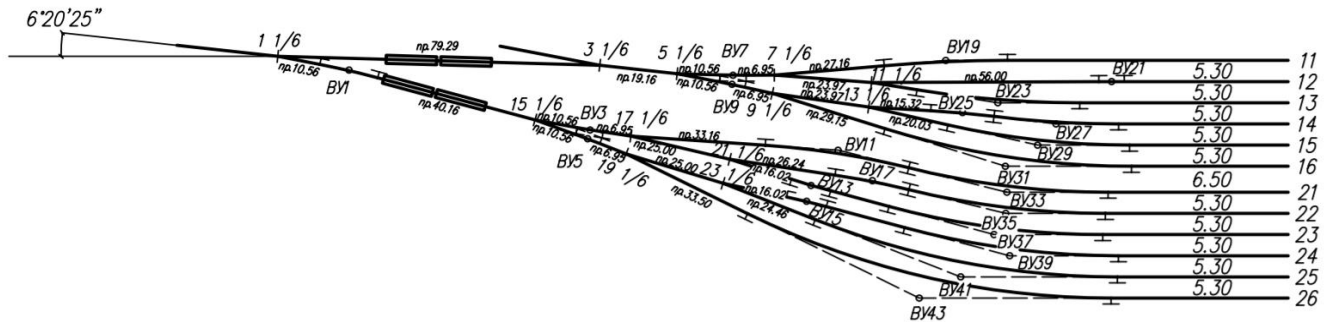 6°20'25"
1 1/6
пр.79.29
3 1/6
5 1/6
ВУ7
7 1/6
ВУ19
11
пр.10.56
пр.19.16
пр.10.56
пр.6.95
пр.27.16
11 1/6
пр.56.00
ВУ21
5.30
12
ВУ1
пр.10.56
пр.6.95
пр.23.97
ВУ23
5.30
13
пр.40.16
ВУ9
9 1/6
пр.23.97
13 1/6
пр.15.32
ВУ25
5.30
14
15 1/6
ВУ3
пр.29.15
пр.20.03
ВУ27
5.30
15
пр.10.56
пр.6.95
17 1/6
пр.33.16
ВУ11
ВУ29
5.30
16
пр.10.56
пр.6.95
ВУ5
пр.25.00
21 1/6
пр.26.24
ВУ17
ВУ31
6.50
21
19 1/6
пр.25.00
пр.16.02
ВУ13
ВУ33
5.30
22
23 1/6
пр.16.02
ВУ15
ВУ35
5.30
23
пр.33.50
пр.24.46
ВУ37
5.30
24
ВУ39
5.30
25
ВУ41
5.30
26
ВУ43